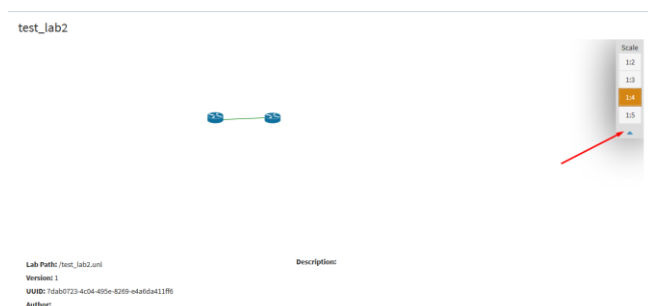 test_lab2
Scale
1:2
1:3
1:4
1:5
Lab Path: /test_lab2.unl
Description:
Version: 1
UUID: 7dab0723-4c04-495e-8269-e4a6da411ff6
Author: